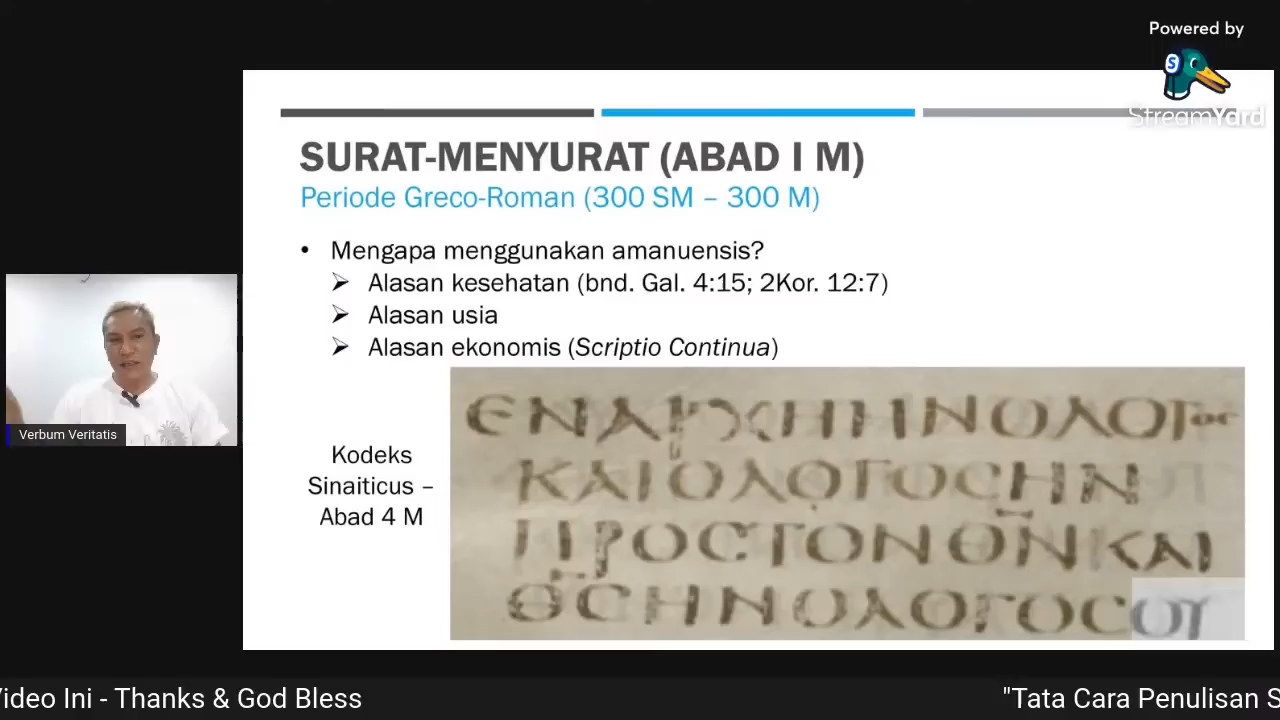 Powered by
StreamYard
SURAT-MENYURAT (ABAD I M)
Periode Greco-Roman (300 SM – 300 M)
• Mengapa menggunakan amanuensis?
➢ Alasan kesehatan (bnd. Gal. 4:15; 2Kor. 12:7)
➢ Alasan usia
➢ Alasan ekonomis (Scriptio Continua)
Kodeks
Sinaiticus –
Abad 4 M
ΕΝΑΡΧΗΗΝΟΛΟΓΟϹ
ΚΑΙΟΛΟΓΟϹΗΝ
ΠΡΟϹΤΟΝΘΝΚΑΙ
ΘϹΗΝΟΛΟΓΟϹΟΥ
Verbum Veritatis
Video Ini - Thanks & God Bless
"Tata Cara Penulisan S